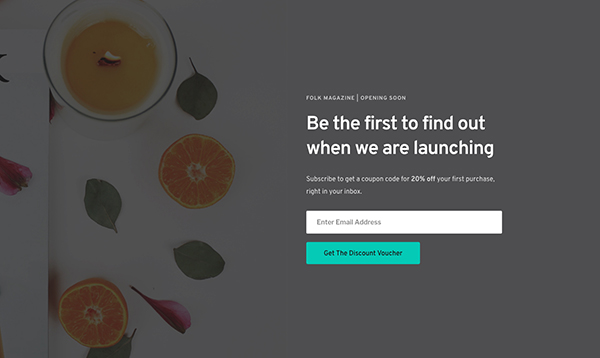 FOLK MAGAZINE | OPENING SOON
Be the first to find out
when we are launching
Subscribe to get a coupon code for 20% off your first purchase,
right in your inbox.
Enter Email Address
Get The Discount Voucher